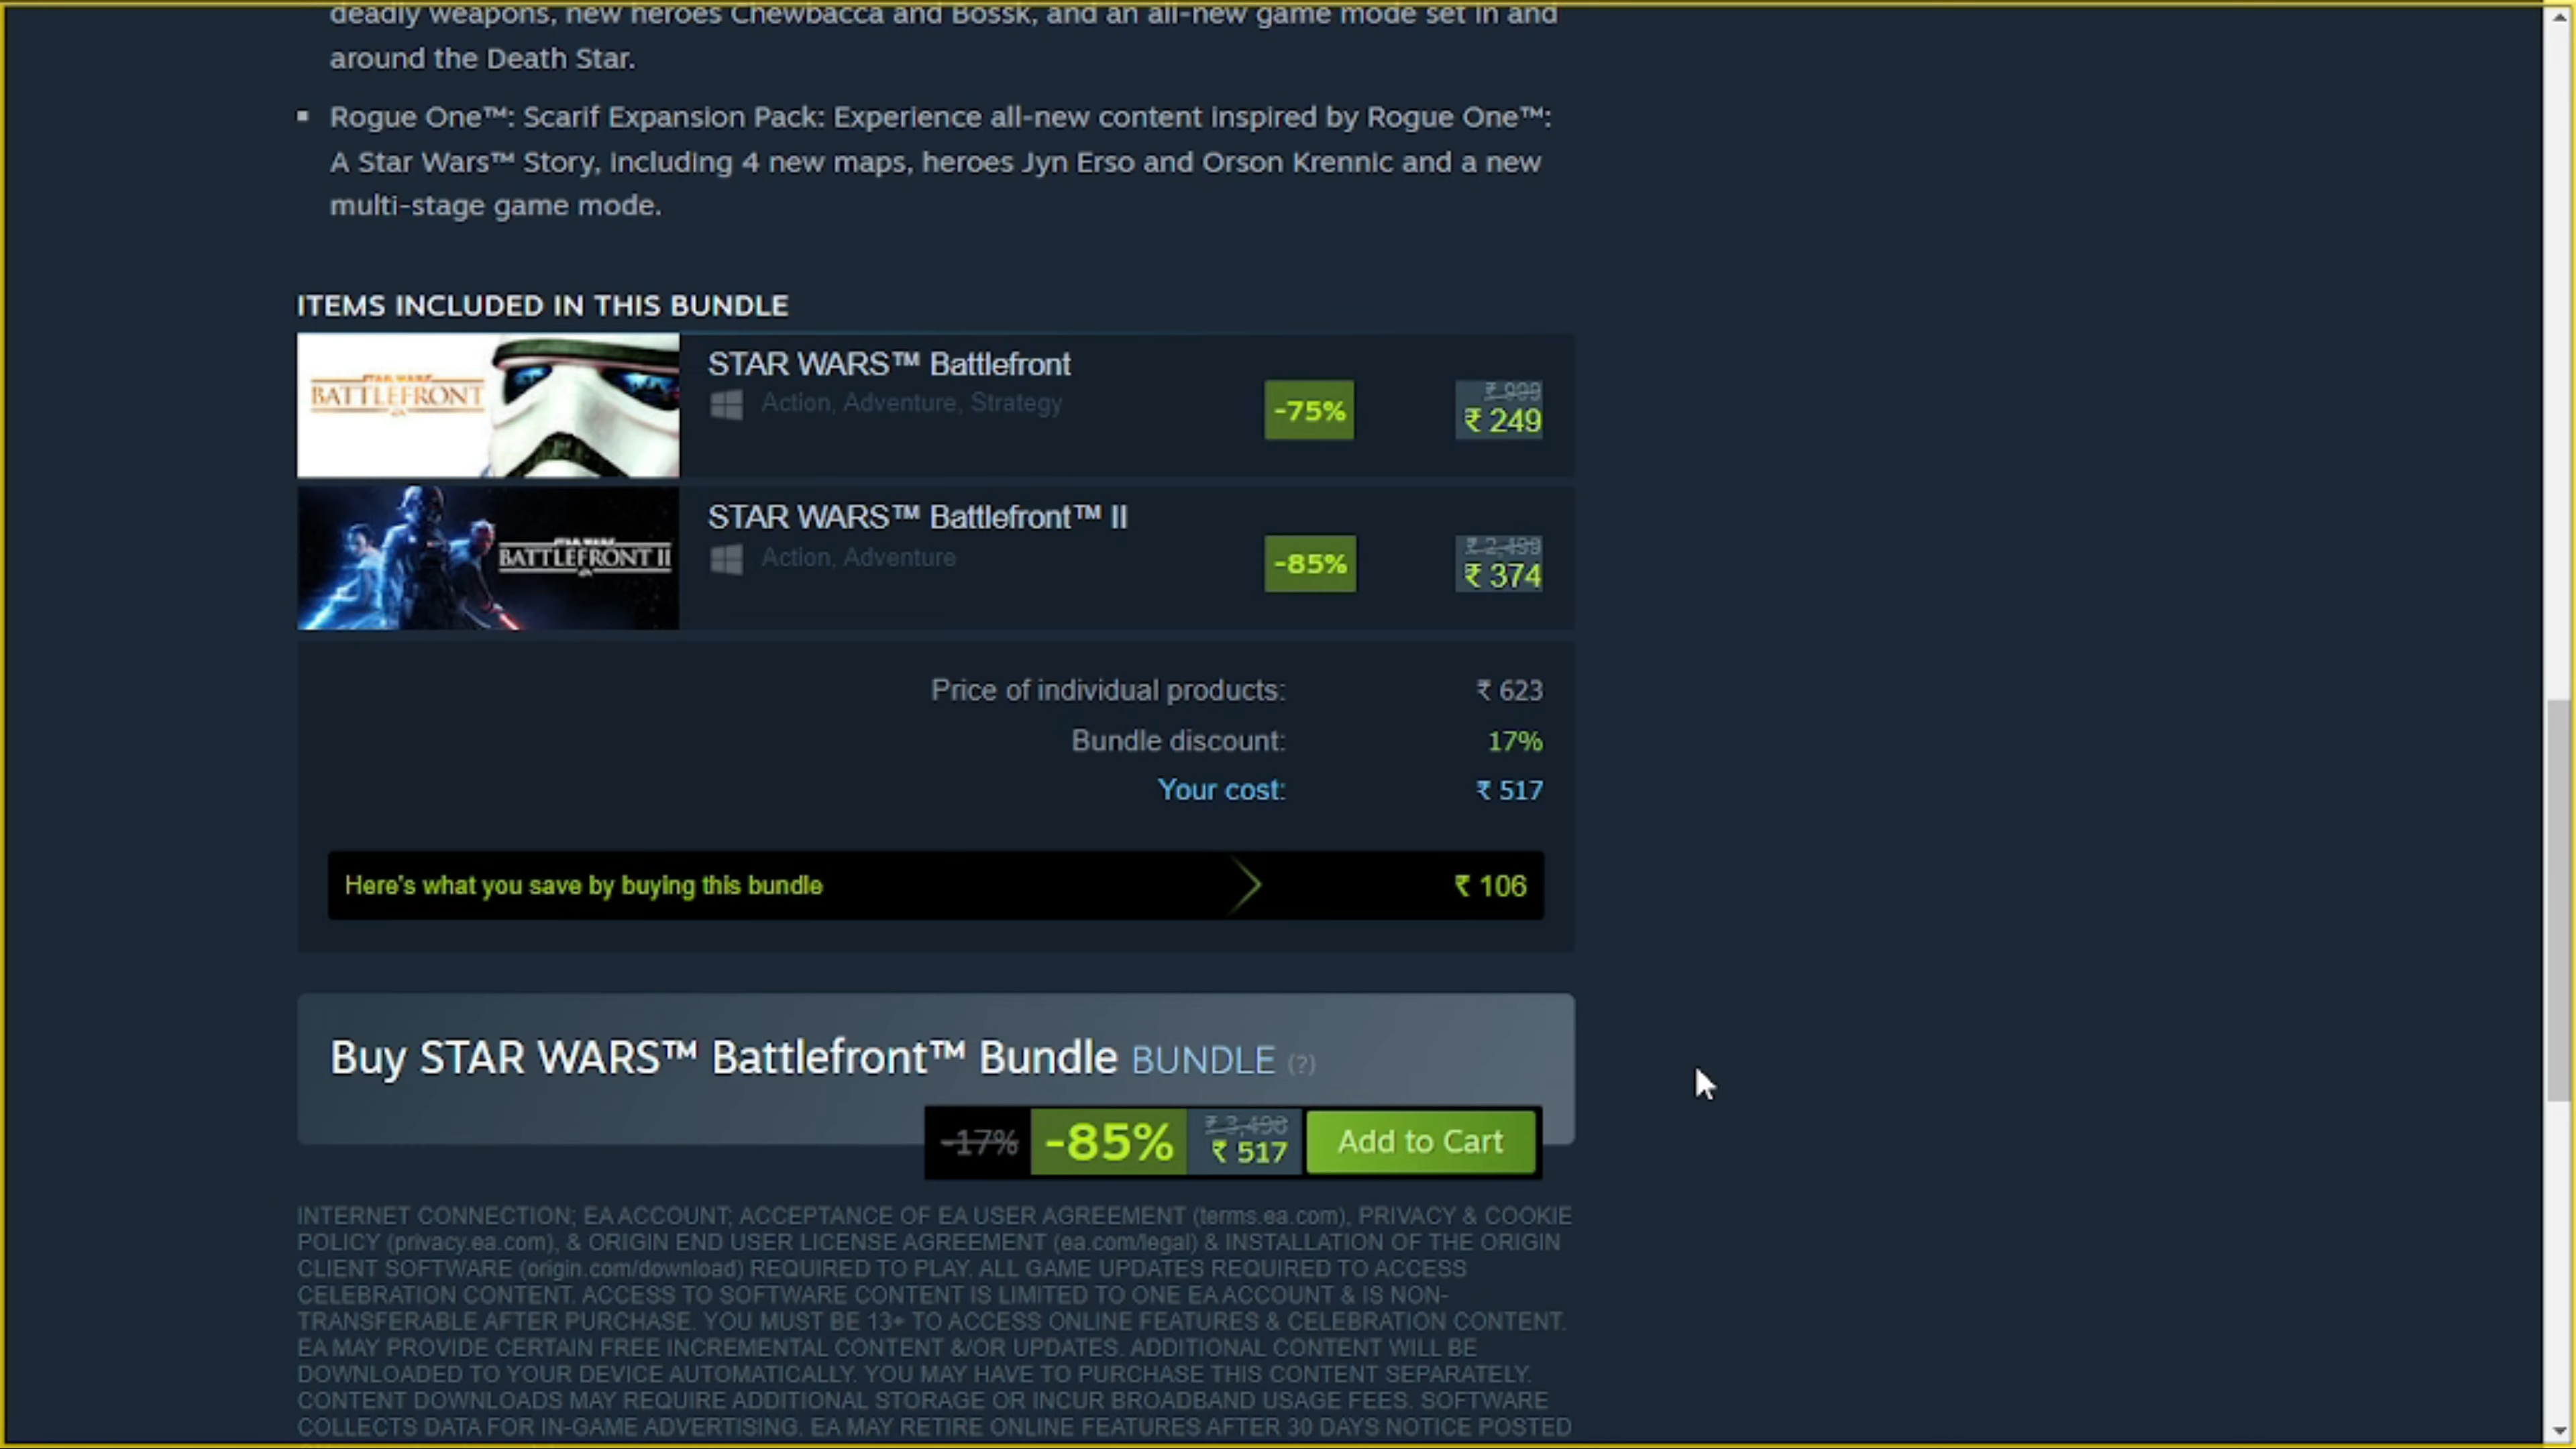 deadly weapons, new heroes Chewbacca and Bossk, and an all-new game mode set in and
around the Death Star.
▪ Rogue One™: Scarif Expansion Pack: Experience all-new content inspired by Rogue One™:
A Star Wars™ Story, including 4 new maps, heroes Jyn Erso and Orson Krennic and a new
multi-stage game mode.
ITEMS INCLUDED IN THIS BUNDLE
STAR WARS
BATTLEFRONT
EA
STAR WARS™ Battlefront
Action, Adventure, Strategy
-75%
₹ 999
₹ 249
STAR WARS
BATTLEFRONT II
EA
STAR WARS™ Battlefront™ II
Action, Adventure
-85%
₹ 2,499
₹ 374
Price of individual products: ₹ 623
Bundle discount: 17%
Your cost: ₹ 517
Here's what you save by buying this bundle ₹ 106
Buy STAR WARS™ Battlefront™ Bundle BUNDLE (?)
-17% -85%
₹ 3,498
₹ 517
Add to Cart
INTERNET CONNECTION; EA ACCOUNT; ACCEPTANCE OF EA USER AGREEMENT (terms.ea.com), PRIVACY & COOKIE
POLICY (privacy.ea.com), & ORIGIN END USER LICENSE AGREEMENT (ea.com/legal) & INSTALLATION OF THE ORIGIN
CLIENT SOFTWARE (origin.com/download) REQUIRED TO PLAY. ALL GAME UPDATES REQUIRED TO ACCESS
CELEBRATION CONTENT. ACCESS TO SOFTWARE CONTENT IS LIMITED TO ONE EA ACCOUNT & IS NON-
TRANSFERABLE AFTER PURCHASE. YOU MUST BE 13+ TO ACCESS ONLINE FEATURES & CELEBRATION CONTENT.
EA MAY PROVIDE CERTAIN FREE INCREMENTAL CONTENT &/OR UPDATES. ADDITIONAL CONTENT WILL BE
DOWNLOADED TO YOUR DEVICE AUTOMATICALLY. YOU MAY HAVE TO PURCHASE THIS CONTENT SEPARATELY.
CONTENT DOWNLOADS MAY REQUIRE ADDITIONAL STORAGE OR INCUR BROADBAND USAGE FEES. SOFTWARE
COLLECTS DATA FOR IN-GAME ADVERTISING. EA MAY RETIRE ONLINE FEATURES AFTER 30 DAYS NOTICE POSTED